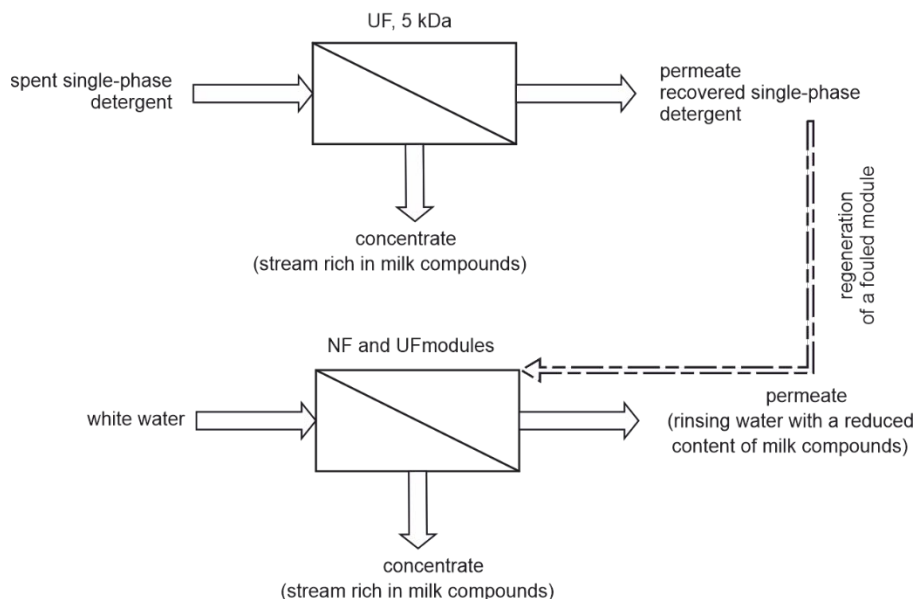 UF, 5 kDa
spent single-phase
detergent
permeate
recovered single-phase
detergent
concentrate
(stream rich in milk compounds)
regeneration
of a fouled module
NF and UFmodules
white water
permeate
(rinsing water with a reduced
content of milk compounds)
concentrate
(stream rich in milk compounds)